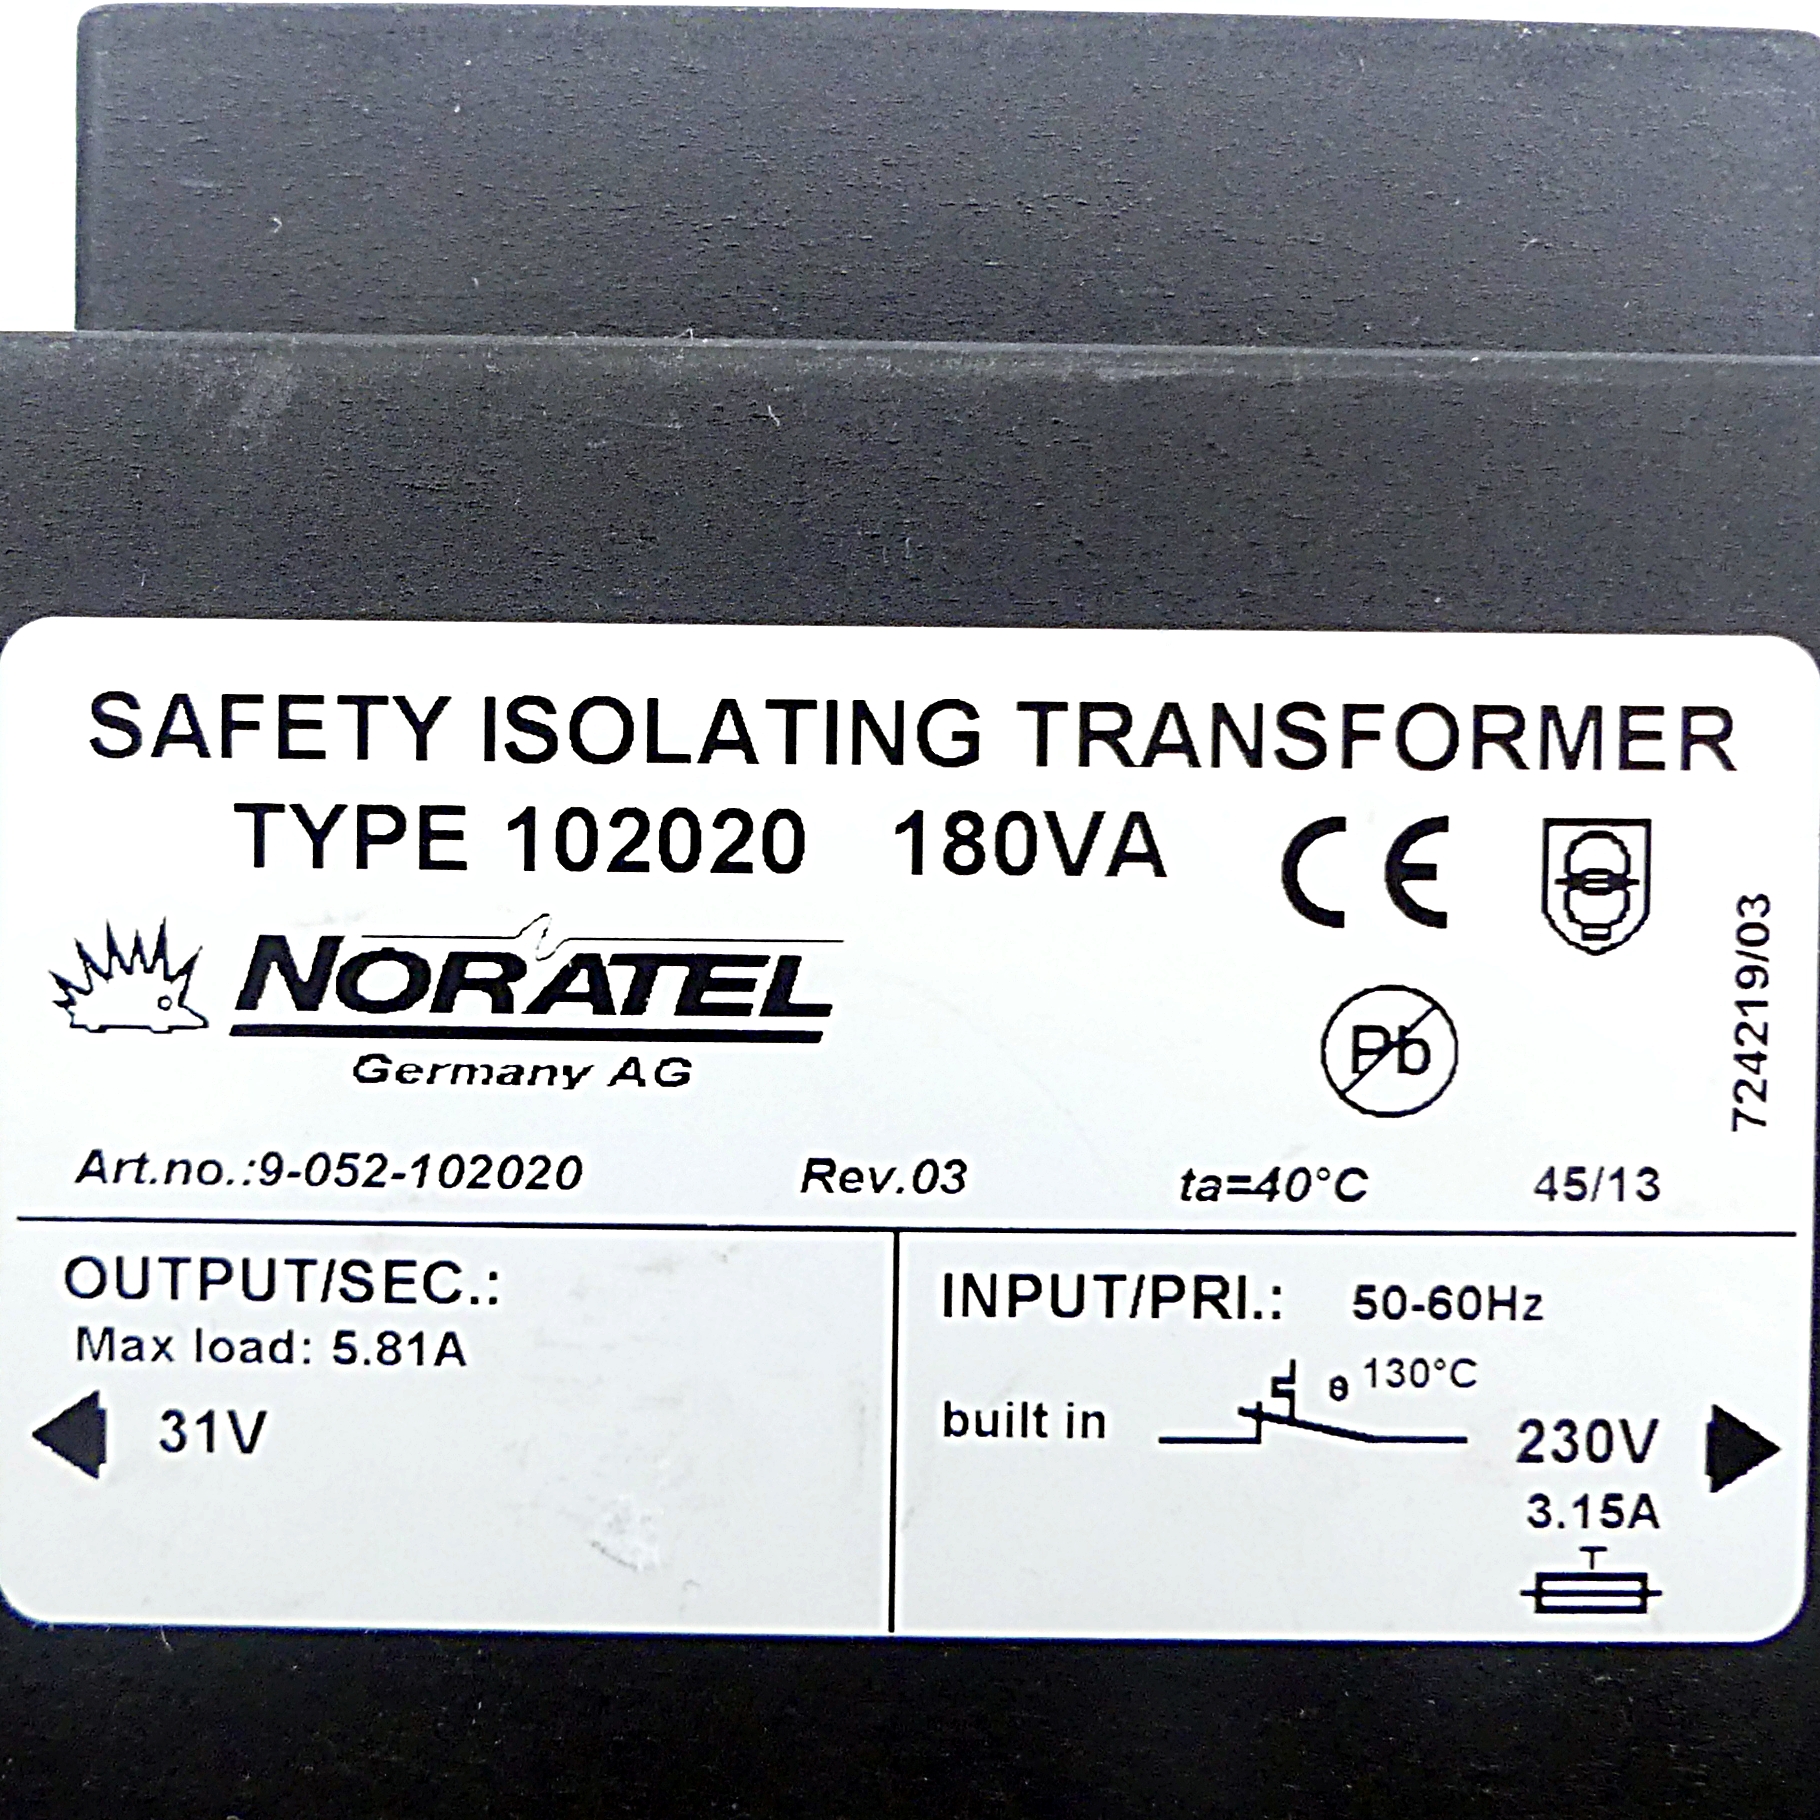 SAFETY ISOLATING TRANSFORMER
TYPE 102020 180VA CE
NORATEL
Germany AG
Pb
724219/03
Art.no.:9-052-102020 Rev.03 ta=40°C 45/13
OUTPUT/SEC.:
Max load: 5.81A
31V
INPUT/PRI.: 50-60Hz
built in θ 130°C 230V
3.15A
T